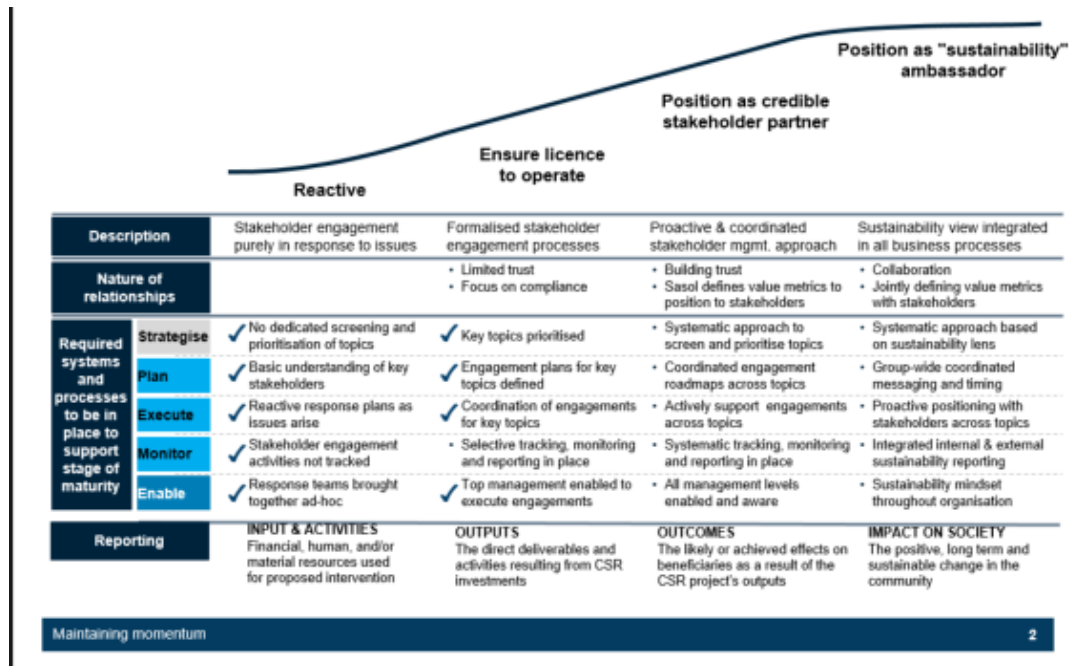 Position as "sustainability"
ambassador
Position as credible
stakeholder partner
Ensure licence
to operate
Reactive
Description
Stakeholder engagement
purely in response to issues
Formalised stakeholder
engagement processes
Proactive & coordinated
stakeholder mgmt. approach
Sustainability view integrated
in all business processes
Nature of
relationships
• Limited trust
• Focus on compliance
• Building trust
• Sasol defines value metrics to
position to stakeholders
• Collaboration
• Jointly defining value metrics
with stakeholders
Required
systems
and
processes
to be in
place to
support
stage of
maturity
Strategise
✓ No dedicated screening and
prioritisation of topics
✓ Key topics prioritised
• Systematic approach to
screen and prioritise topics
• Systematic approach based
on sustainability lens
Plan
✓ Basic understanding of key
stakeholders
✓ Engagement plans for key
topics defined
• Coordinated engagement
roadmaps across topics
• Group-wide coordinated
messaging and timing
Execute
✓ Reactive response plans as
issues arise
✓ Coordination of engagements
for key topics
• Actively support engagements
across topics
• Proactive positioning with
stakeholders across topics
Monitor
✓ Stakeholder engagement
activities not tracked
• Selective tracking, monitoring
and reporting in place
• Systematic tracking, monitoring
and reporting in place
• Integrated internal & external
sustainability reporting
Enable
✓ Response teams brought
together ad-hoc
✓ Top management enabled to
execute engagements
• All management levels
enabled and aware
• Sustainability mindset
throughout organisation
Reporting
INPUT & ACTIVITIES
Financial, human, and/or
material resources used
for proposed intervention
OUTPUTS
The direct deliverables and
activities resulting from CSR
investments
OUTCOMES
The likely or achieved effects on
beneficiaries as a result of the
CSR project's outputs
IMPACT ON SOCIETY
The positive, long term and
sustainable change in the
community
Maintaining momentum
2